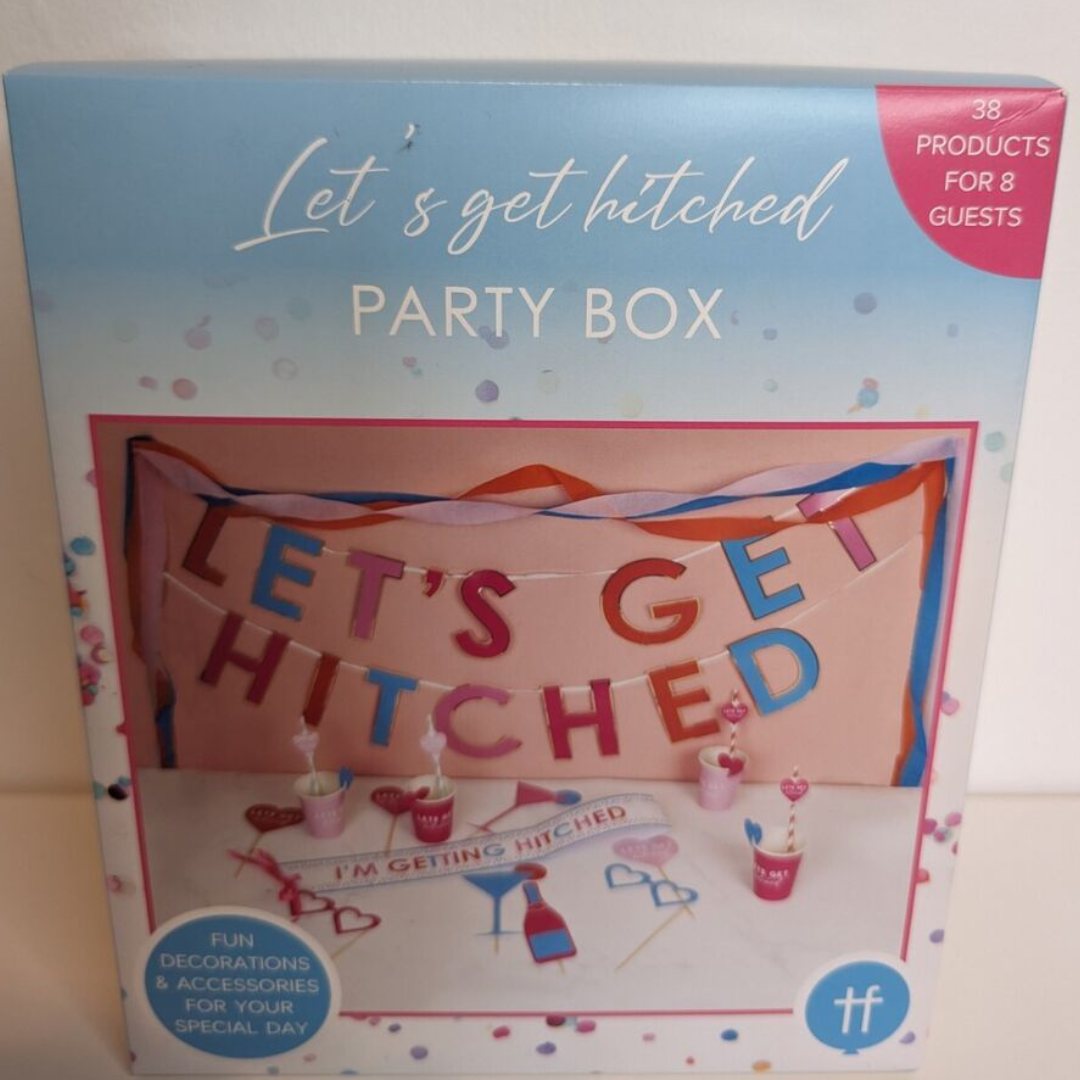 Let's get hitched
PARTY BOX
38
PRODUCTS
FOR 8
GUESTS
LET'S GET
HITCHED
I'M GETTING HITCHED
FUN
DECORATIONS
& ACCESSORIES
FOR YOUR
SPECIAL DAY
tf